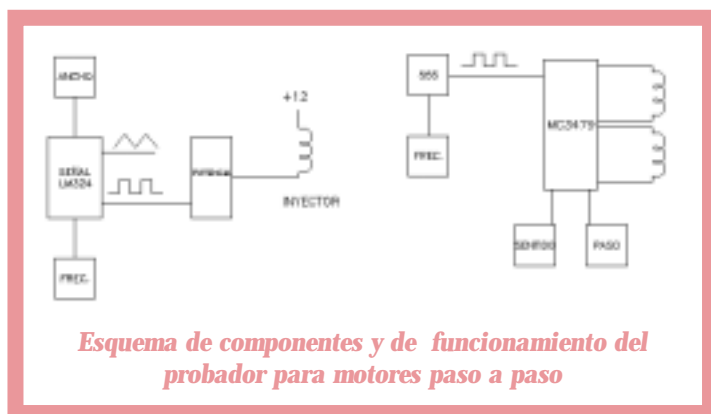 ANCHO
SEÑAL
LM324
FREC.
+12
INYECTOR
555
FREC.
MC3479
SENTIDO
PASO
Esquema de componentes y de funcionamiento del
probador para motores paso a paso